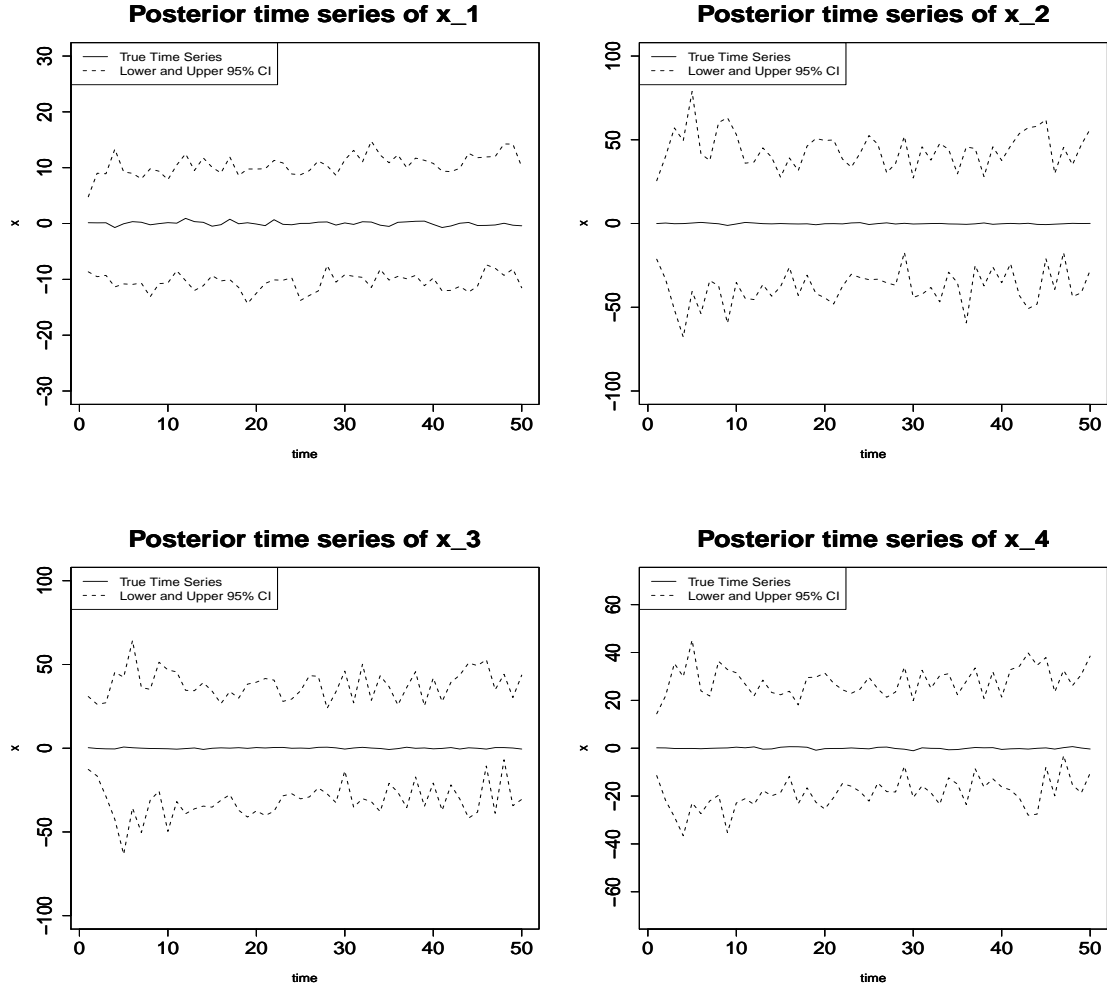 Posterior time series of x_1
True Time Series
Lower and Upper 95% CI
x
30
20
10
0
−10
−20
−30
0 10 20 30 40 50
time
Posterior time series of x_2
True Time Series
Lower and Upper 95% CI
x
100
50
0
−50
−100
0 10 20 30 40 50
time
Posterior time series of x_3
True Time Series
Lower and Upper 95% CI
x
100
50
0
−50
−100
0 10 20 30 40 50
time
Posterior time series of x_4
True Time Series
Lower and Upper 95% CI
x
60
40
20
0
−20
−40
−60
0 10 20 30 40 50
time